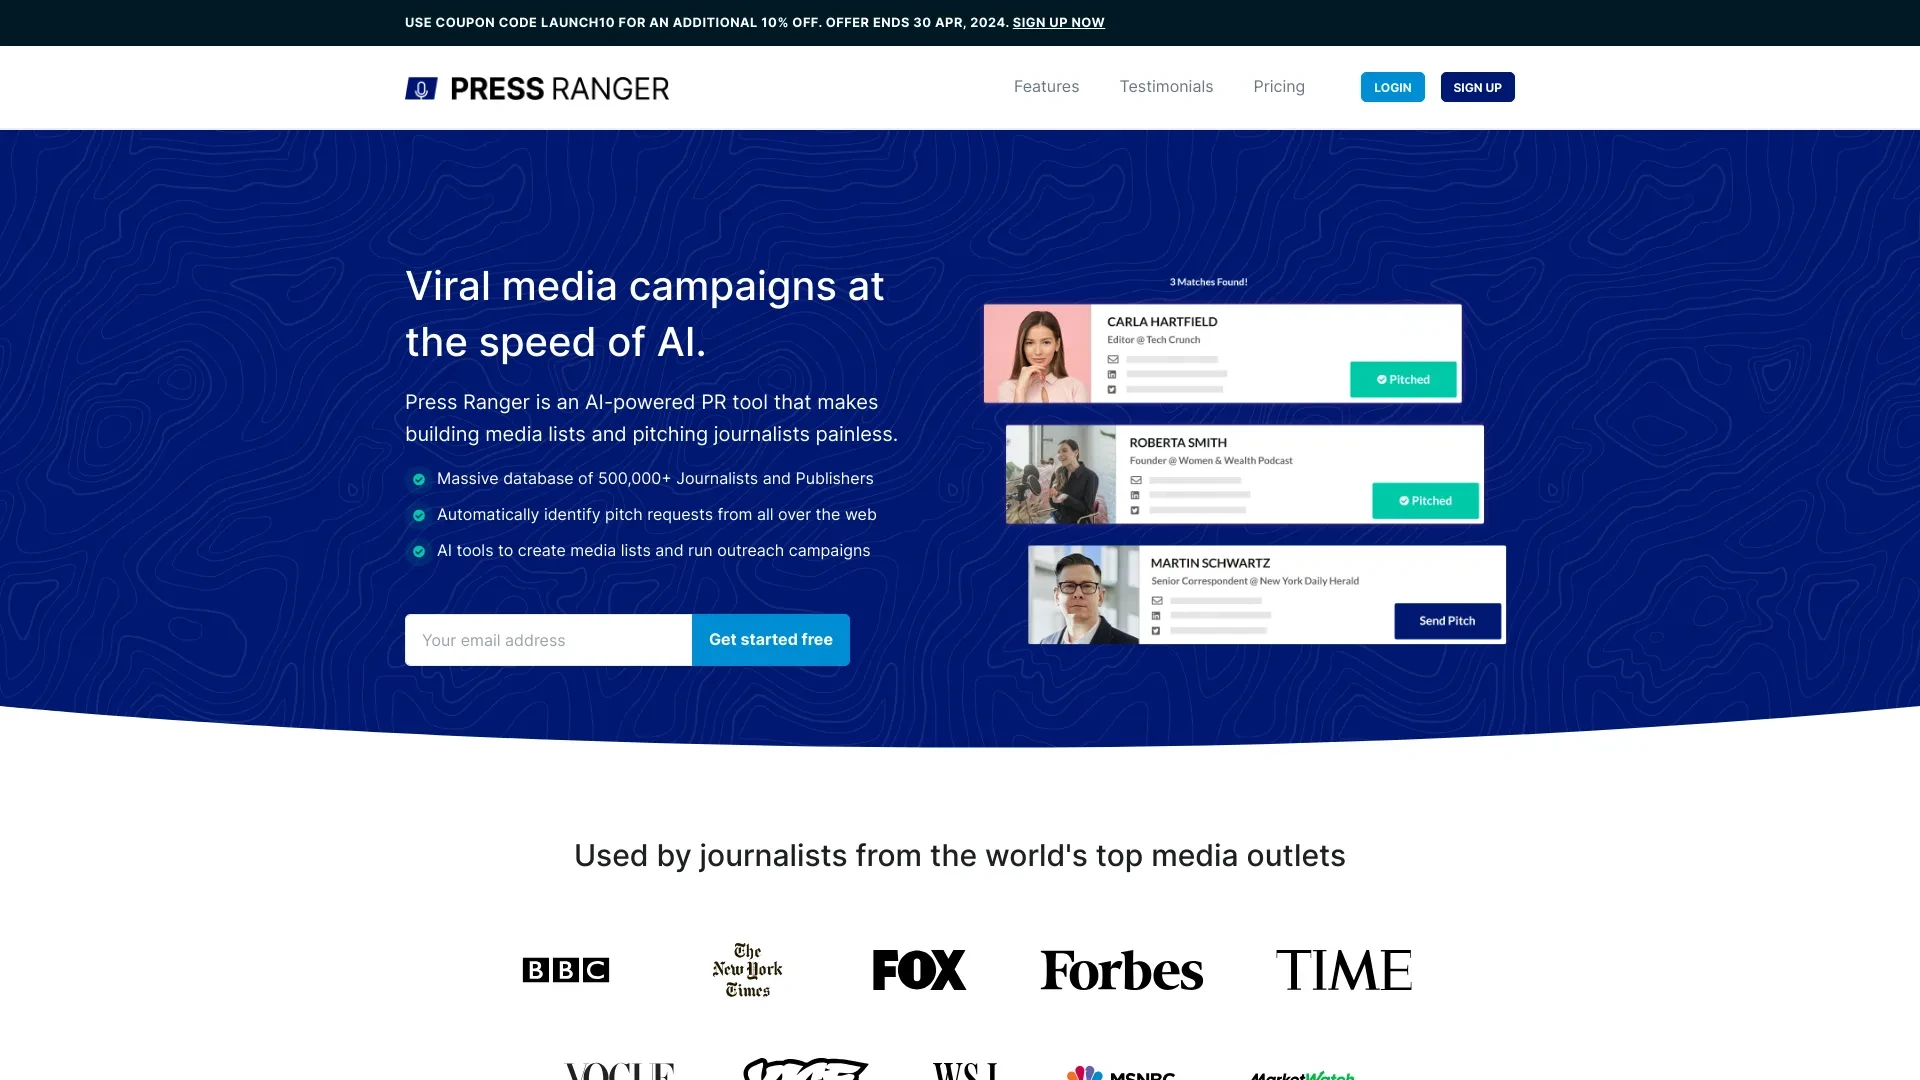 USE COUPON CODE LAUNCH10 FOR AN ADDITIONAL 10% OFF. OFFER ENDS 30 APR, 2024. SIGN UP NOW
PRESS RANGER
Features
Testimonials
Pricing
LOGIN
SIGN UP
Viral media campaigns at
the speed of AI.
Press Ranger is an AI-powered PR tool that makes
building media lists and pitching journalists painless.
Massive database of 500,000+ Journalists and Publishers
Automatically identify pitch requests from all over the web
AI tools to create media lists and run outreach campaigns
Your email address
Get started free
3 Matches Found!
CARLA HARTFIELD
Editor @ Tech Crunch
Pitched
ROBERTA SMITH
Founder @ Women & Wealth Podcast
Pitched
MARTIN SCHWARTZ
Senior Correspondent @ New York Daily Herald
Send Pitch
Used by journalists from the world's top media outlets
BBC
The
New York
Times
FOX
Forbes
TIME
VOGUE
VICE
WSJ
MSNBC
MarketWatch